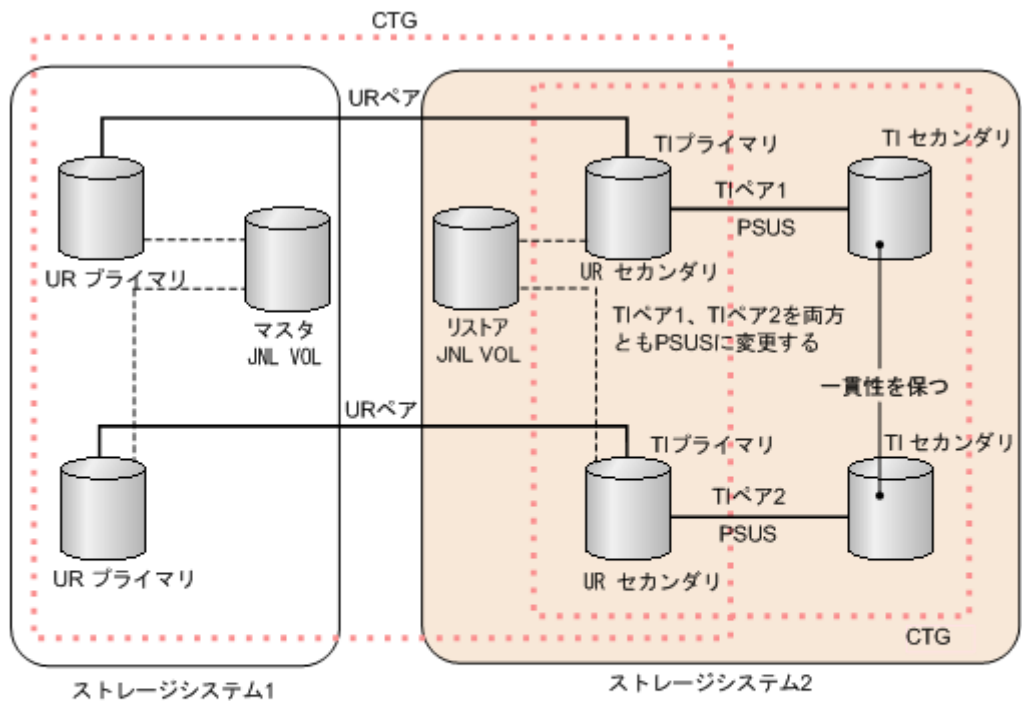 CTG
URペア
TIプライマリ
TI セカンダリ
TIペア1
PSUS
UR プライマリ
UR セカンダリ
マスタ
JNL VOL
リストア
JNL VOL
TIペア1、TIペア2を両方
ともPSUSに変更する
一貫性を保つ
URペア
TIプライマリ
TI セカンダリ
TIペア2
PSUS
UR プライマリ
UR セカンダリ
CTG
ストレージシステム1
ストレージシステム2